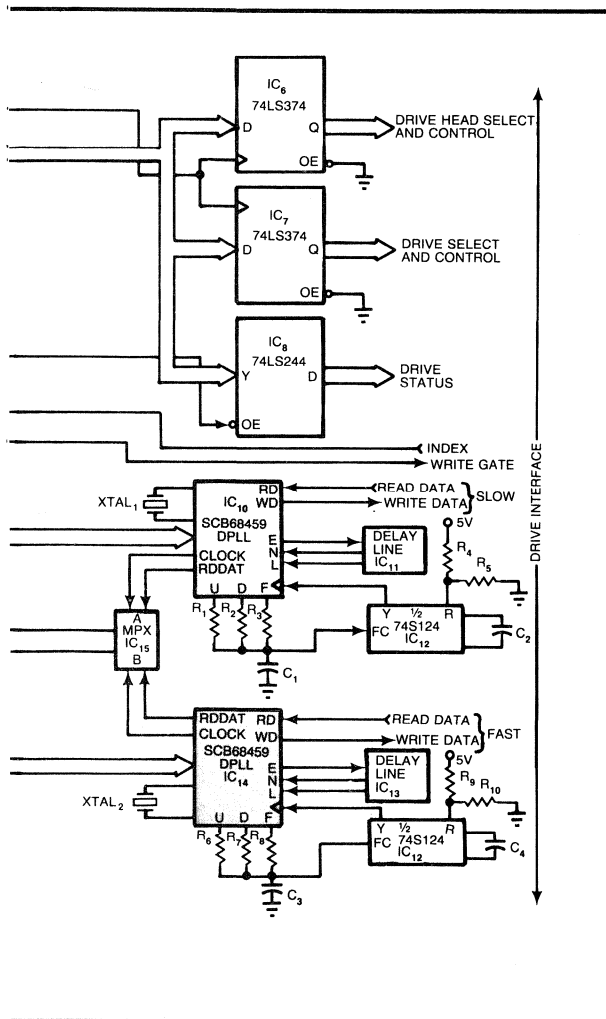 IC6
74LS374
D Q
OE
DRIVE HEAD SELECT
AND CONTROL
IC7
74LS374
D Q
OE
DRIVE SELECT
AND CONTROL
IC8
74LS244
Y D
OE
DRIVE
STATUS
INDEX
WRITE GATE
DRIVE INTERFACE
XTAL1
IC10
SCB68459
DPLL
CLOCK
RDDAT
U D F
RD
WD
E
N
L
READ DATA
WRITE DATA
SLOW
DELAY
LINE
IC11
5V
R4
R5
R1 R2 R3
C1
Y ½ R
FC 74S124
IC12
C2
A
MPX
IC15
B
RDDAT RD
CLOCK WD
SCB68459
DPLL
IC14
E
N
L
U D F
READ DATA
WRITE DATA
FAST
DELAY
LINE
IC13
5V
R9
R10
XTAL2
R6 R7 R8
C3
Y ½ R
FC 74S124
IC12
C4